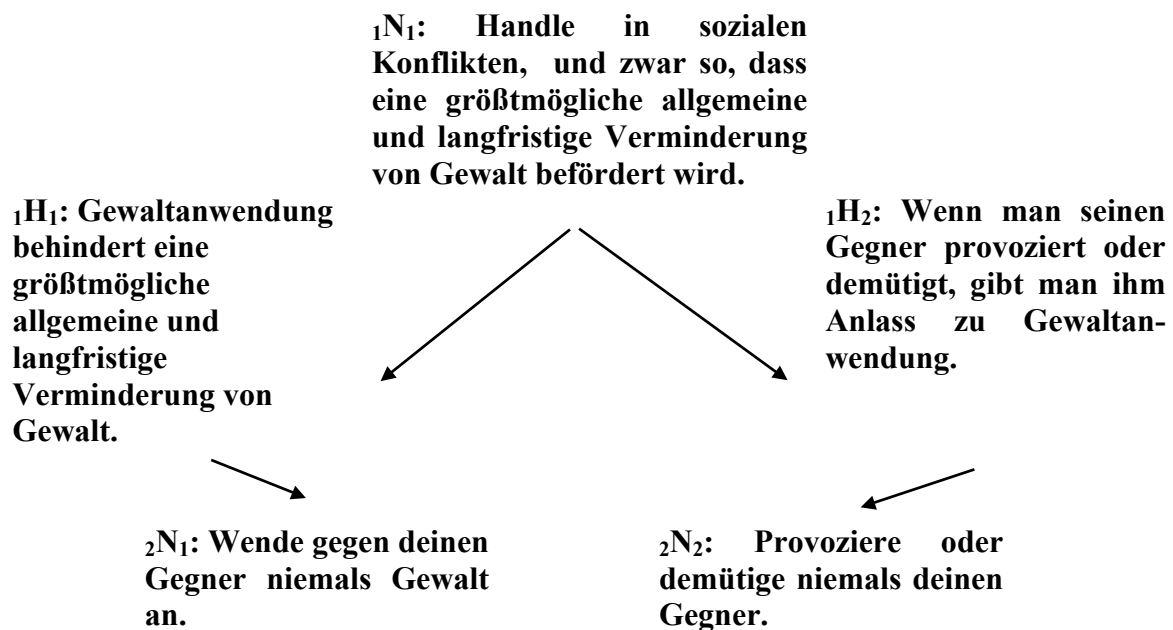 ₁N₁: Handle in sozialen
Konflikten, und zwar so, dass
eine größtmögliche allgemeine
und langfristige Verminderung
von Gewalt befördert wird.
₁H₁: Gewaltanwendung
behindert eine
größtmögliche
allgemeine und
langfristige
Verminderung von
Gewalt.
₁H₂: Wenn man seinen
Gegner provoziert oder
demütigt, gibt man ihm
Anlass zu Gewaltan-
wendung.
₂N₁: Wende gegen deinen
Gegner niemals Gewalt
an.
₂N₂: Provoziere oder
demütige niemals deinen
Gegner.